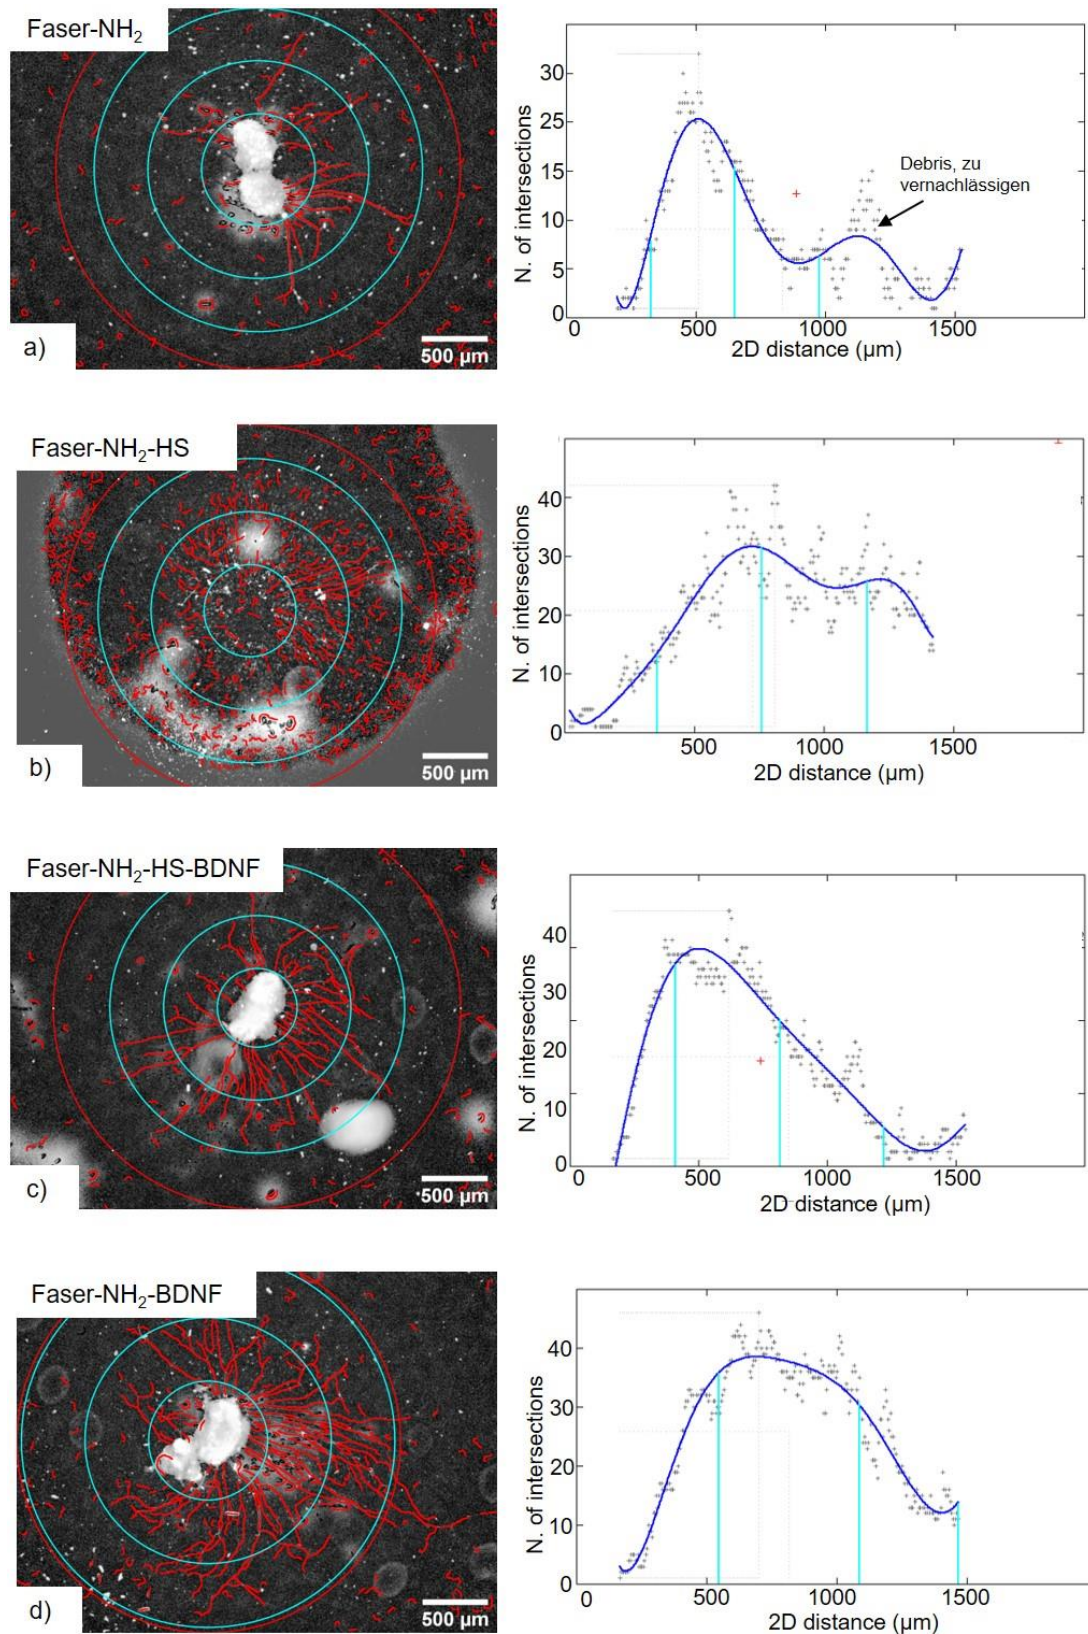 Faser-NH₂
a)
500 µm
N. of intersections
30
25
15
10
5
0
Debris, zu
vernachlässigen
0 500 1000 1500
2D distance (µm)
Faser-NH₂-HS
b)
500 µm
N. of intersections
40
30
20
10
0
500 1000 1500
2D distance (µm)
Faser-NH₂-HS-BDNF
c)
500 µm
N. of intersections
40
30
20
10
0
0 500 1000 1500
2D distance (µm)
Faser-NH₂-BDNF
d)
500 µm
N. of intersections
40
30
20
10
0
0 500 1000 1500
2D distance (µm)